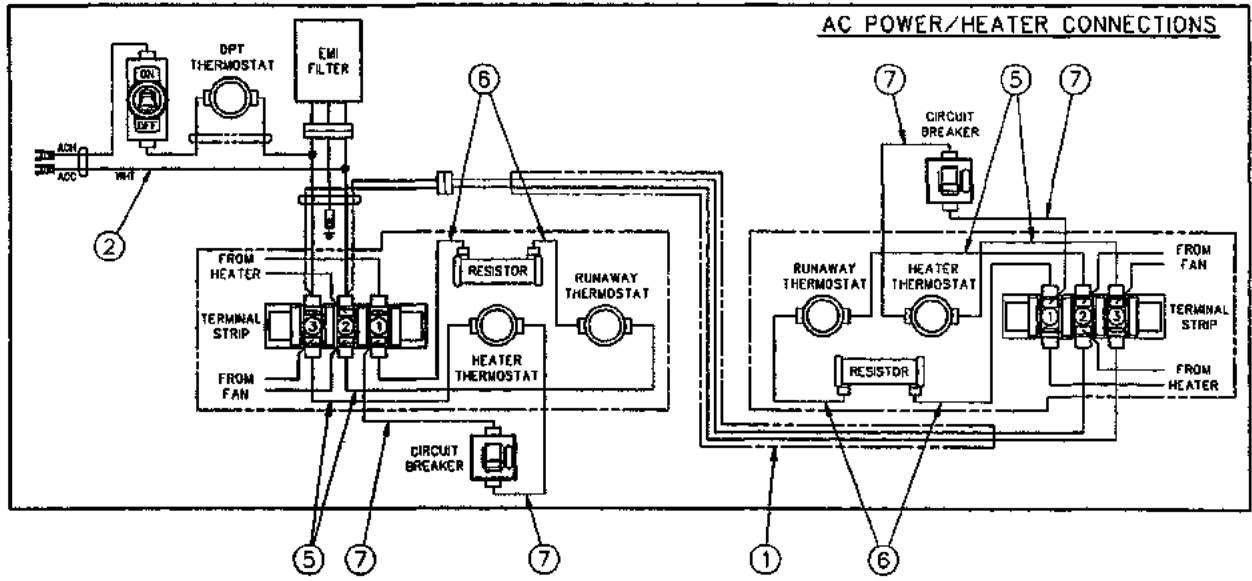 AC POWER/HEATER CONNECTIONS
DPT
THERMOSTAT
EMI
FILTER
ON
OFF
ACH
ACC
WHT
2
6
7
5
7
CIRCUIT
BREAKER
FROM
HEATER
RESISTOR
RUNAWAY
THERMOSTAT
TERMINAL
STRIP
3
2
1
HEATER
THERMOSTAT
FROM
FAN
CIRCUIT
BREAKER
RUNAWAY
THERMOSTAT
HEATER
THERMOSTAT
FROM
FAN
1
2
3
TERMINAL
STRIP
RESISTOR
FROM
HEATER
5
7
7
1
6